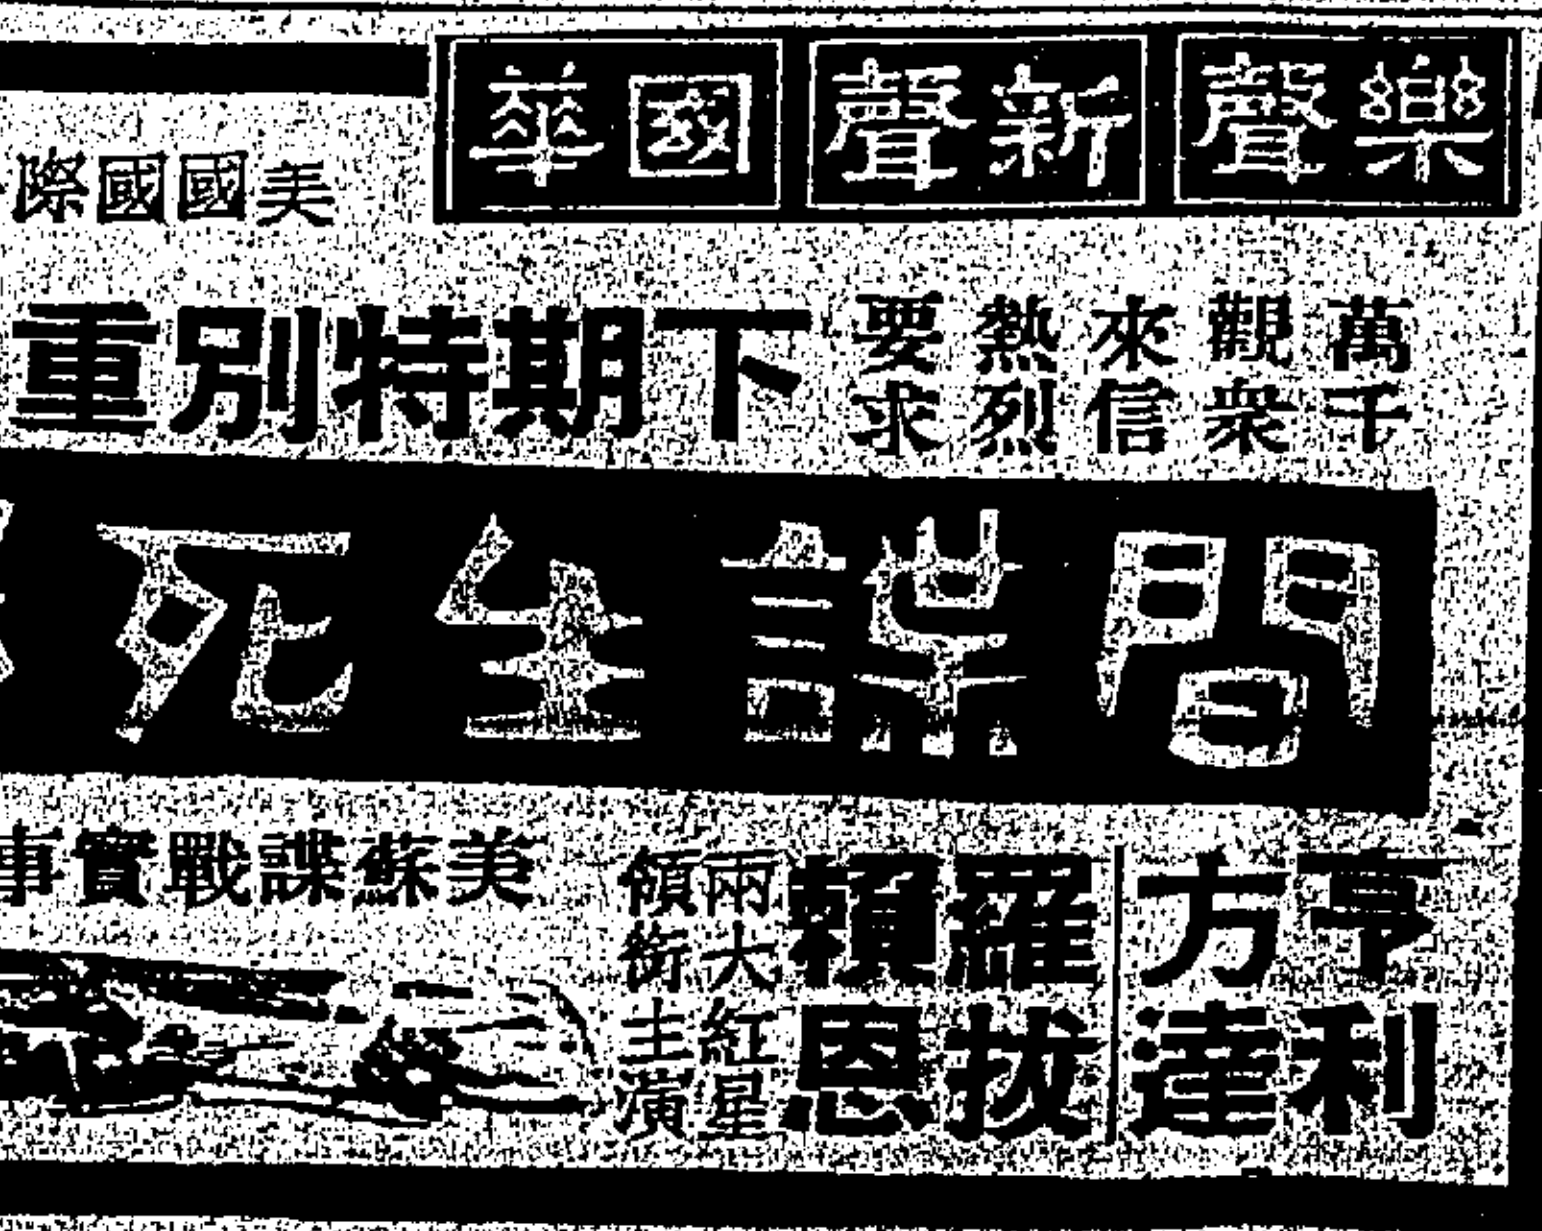 樂聲 新聲 國華
美國國際
萬千觀衆來信熱烈要求
下期特別重
間諜生死
亨利方達
羅拔賴恩
兩大紅星
領銜主演
美蘇諜戰實事